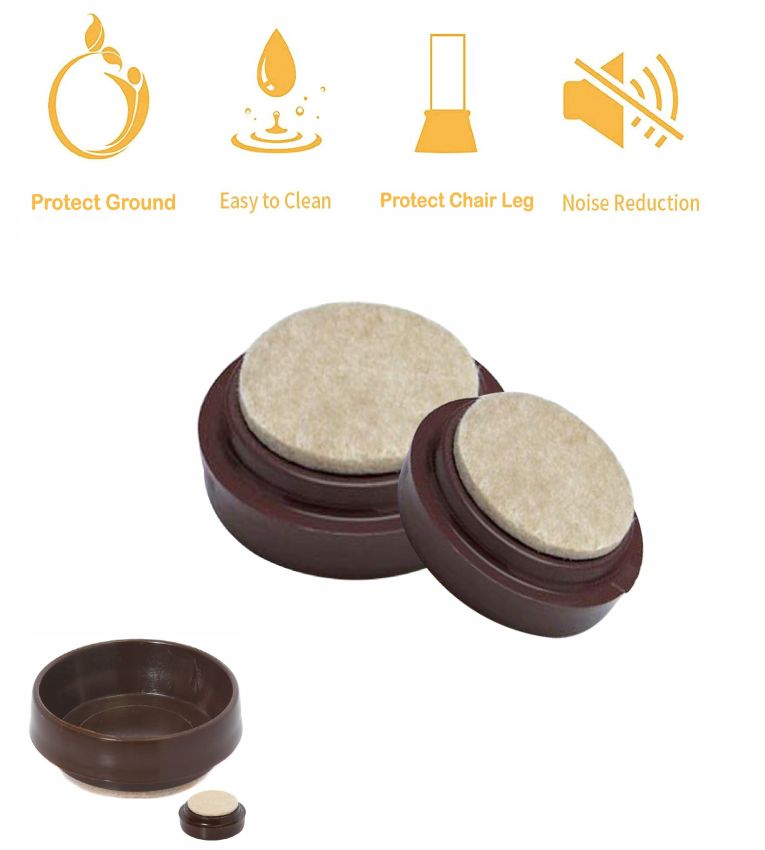 Protect Ground
Easy to Clean
Protect Chair Leg
Noise Reduction